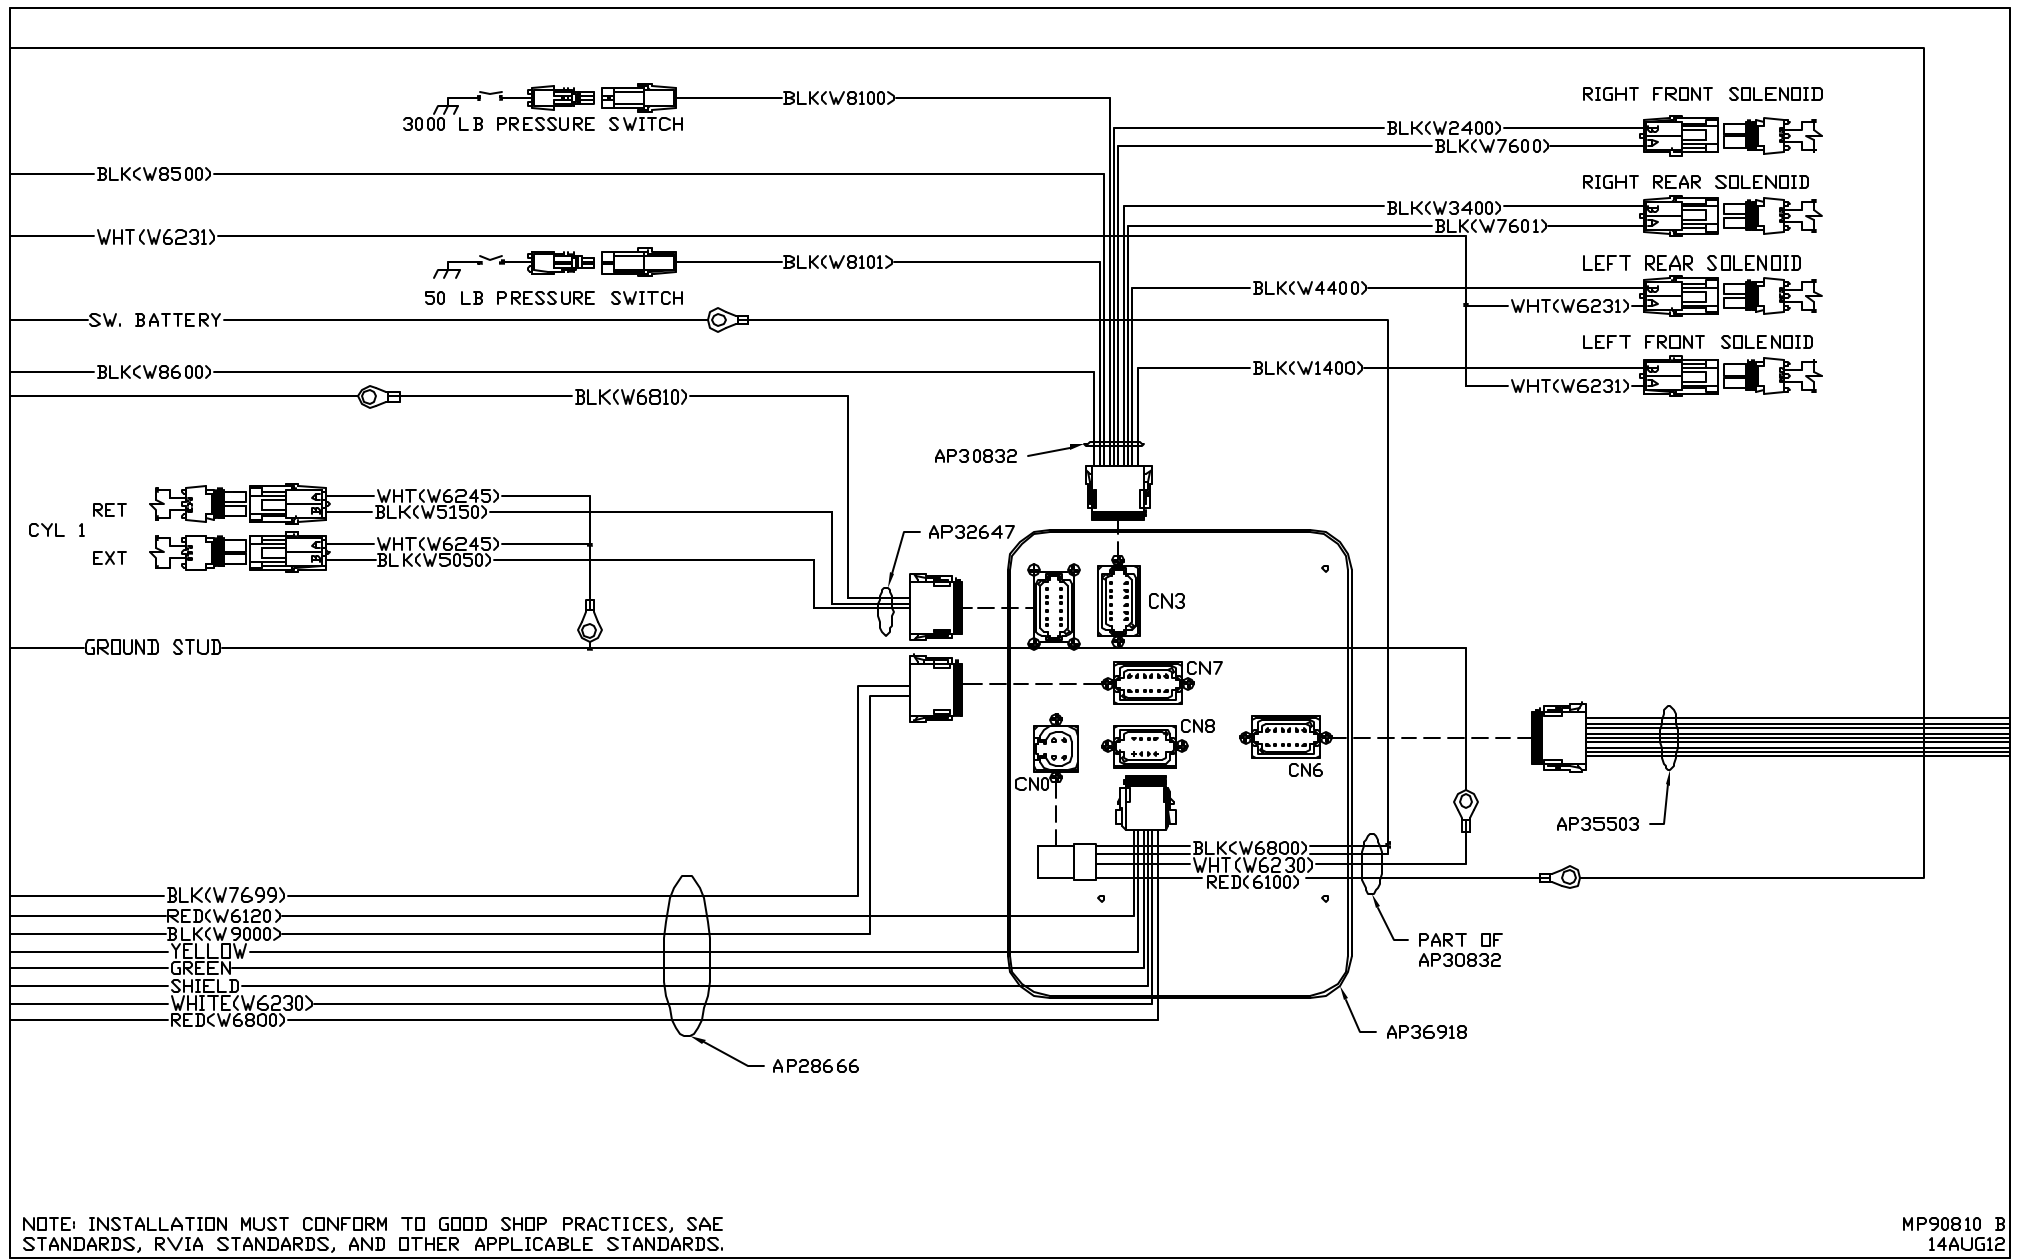 RIGHT FRONT SOLENOID
BLK(W8100)
3000 LB PRESSURE SWITCH
BLK(W2400)
BLK(W7600)
BLK(W8500)
RIGHT REAR SOLENOID
BLK(W3400)
BLK(W7601)
WHT(W6231)
BLK(W8101)
50 LB PRESSURE SWITCH
LEFT REAR SOLENOID
BLK(W4400)
WHT(W6231)
SW. BATTERY
LEFT FRONT SOLENOID
BLK(W8600)
BLK(W1400)
WHT(W6231)
BLK(W6810)
AP30832
RET
WHT(W6245)
BLK(W5150)
CYL 1
EXT
WHT(W6245)
BLK(W5050)
AP32647
CN3
GROUND STUD
CN7
CN8
CN6
CN0
AP35503
BLK(W6800)
WHT(W6230)
RED(6100)
BLK(W7699)
RED(W6120)
BLK(W9000)
YELLOW
GREEN
SHIELD
WHITE(W6230)
RED(W6800)
PART OF
AP30832
AP36918
AP28666
NOTE: INSTALLATION MUST CONFORM TO GOOD SHOP PRACTICES, SAE
STANDARDS, RVIA STANDARDS, AND OTHER APPLICABLE STANDARDS.
MP90810 B
14AUG12
B
A
B
A
B
A
B
A
A
B
A
B